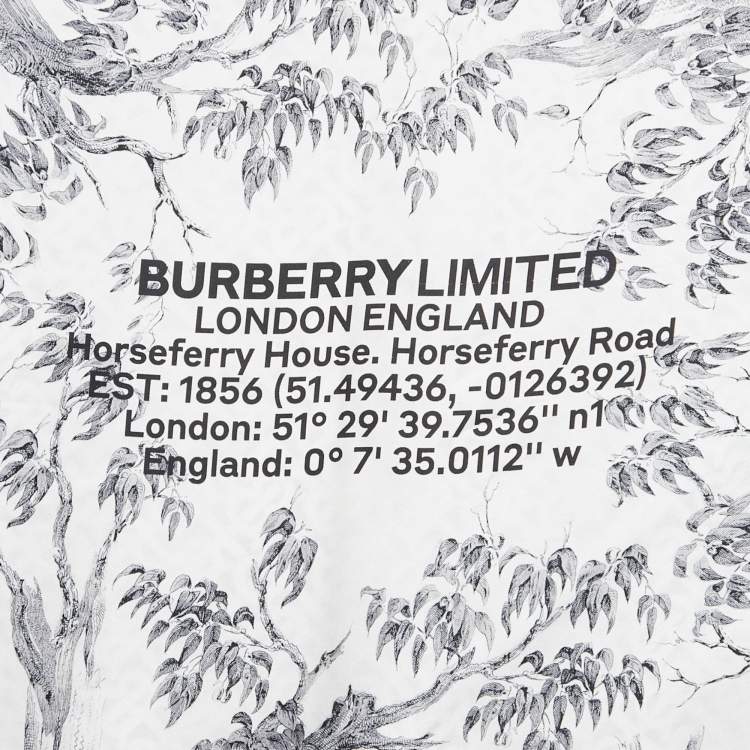 BURBERRY LIMITED
LONDON ENGLAND
Horseferry House. Horseferry Road
EST: 1856 (51.49436, -0126392)
London: 51° 29' 39.7536" n1
England: 0° 7' 35.0112" w